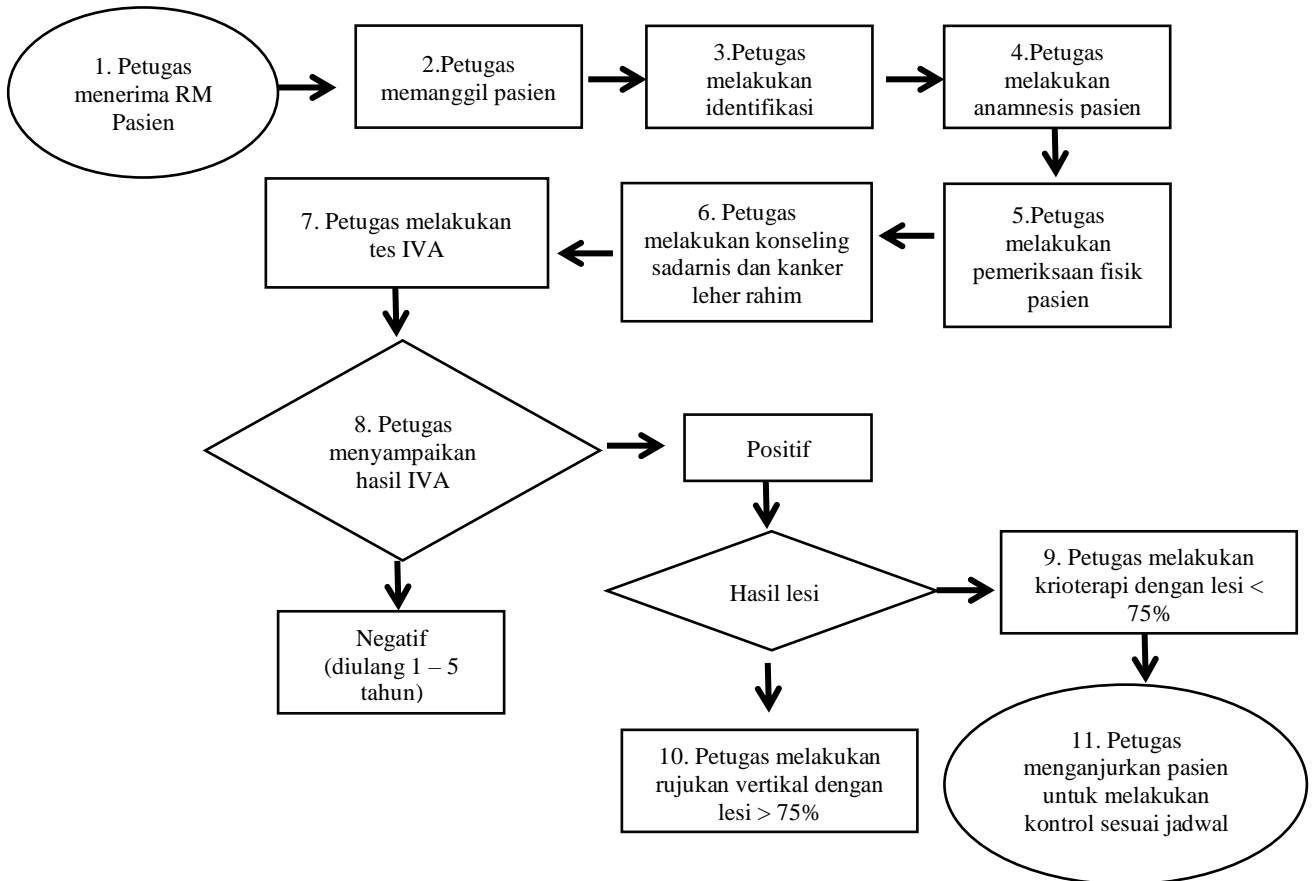 1. Petugas
menerima RM
Pasien
2.Petugas
memanggil pasien
3.Petugas
melakukan
identifikasi
4.Petugas
melakukan
anamnesis pasien
5.Petugas
melakukan
pemeriksaan fisik
pasien
6. Petugas
melakukan konseling
sadarnis dan kanker
leher rahim
7. Petugas melakukan
tes IVA
8. Petugas
menyampaikan
hasil IVA
Positif
Negatif
(diulang 1 – 5
tahun)
Hasil lesi
9. Petugas melakukan
krioterapi dengan lesi <
75%
10. Petugas melakukan
rujukan vertikal dengan
lesi > 75%
11. Petugas
menganjurkan pasien
untuk melakukan
kontrol sesuai jadwal